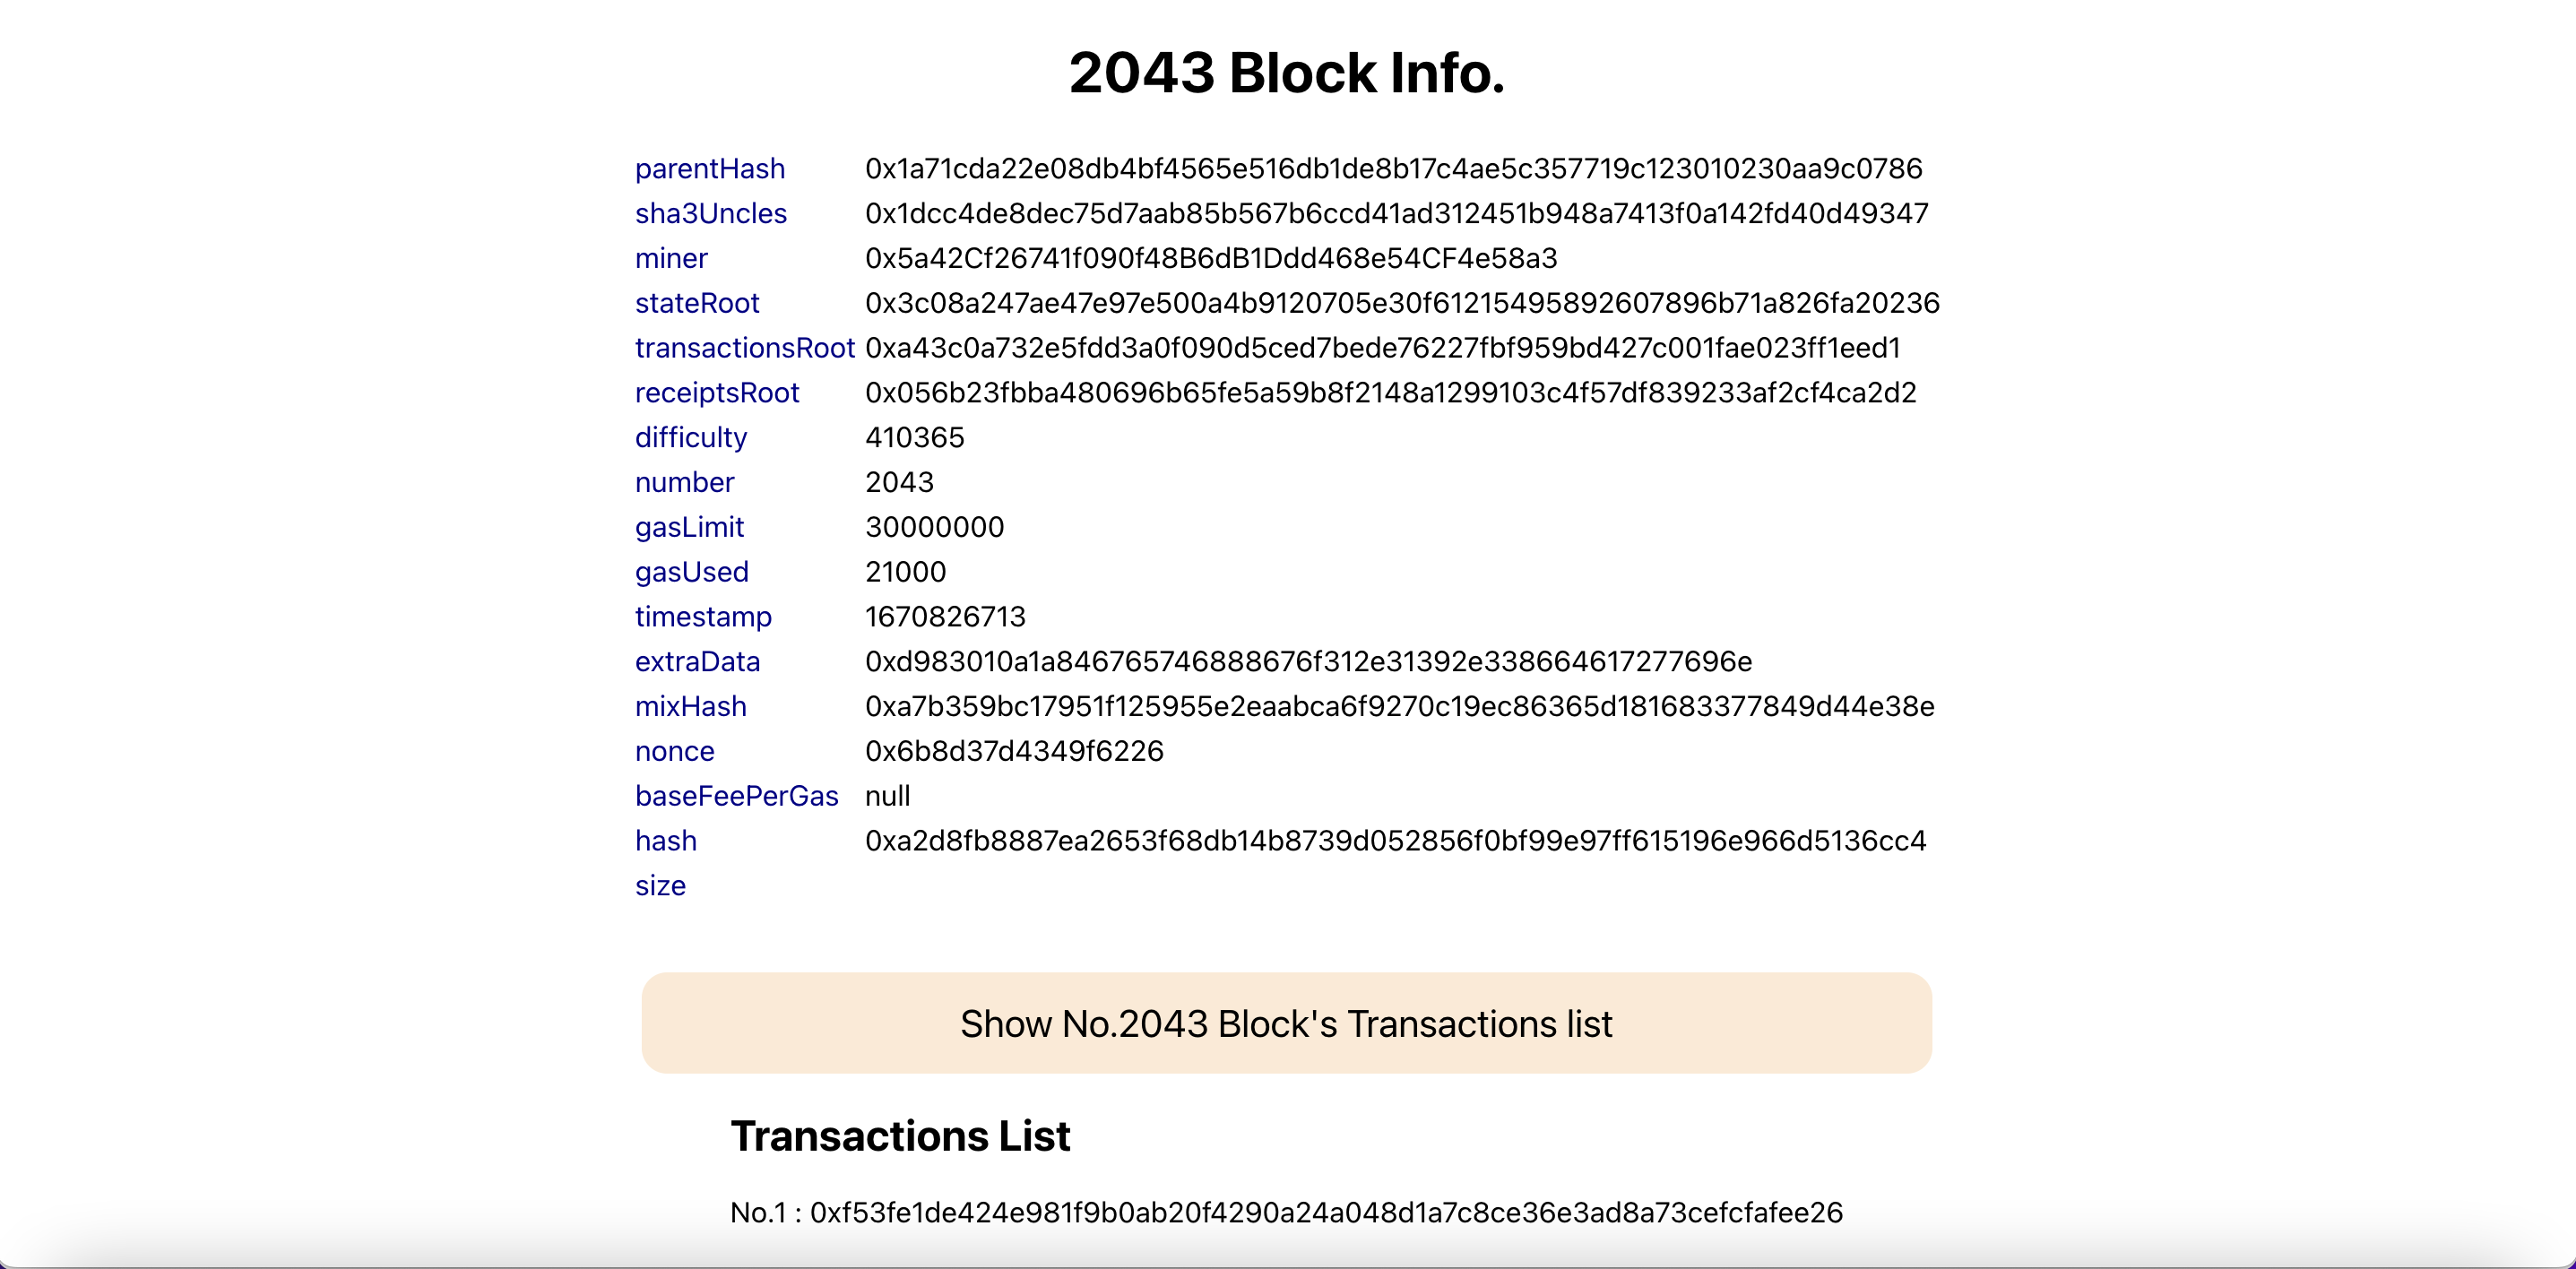 2043 Block Info.
parentHash 0x1a71cda22e08db4bf4565e516db1de8b17c4ae5c357719c123010230aa9c0786
sha3Uncles 0x1dcc4de8dec75d7aab85b567b6ccd41ad312451b948a7413f0a142fd40d49347
miner 0x5a42Cf26741f090f48B6dB1Ddd468e54CF4e58a3
stateRoot 0x3c08a247ae47e97e500a4b9120705e30f61215495892607896b71a826fa20236
transactionsRoot 0xa43c0a732e5fdd3a0f090d5ced7bede76227fbf959bd427c001fae023ff1eed1
receiptsRoot 0x056b23fbba480696b65fe5a59b8f2148a1299103c4f57df839233af2cf4ca2d2
difficulty 410365
number 2043
gasLimit 30000000
gasUsed 21000
timestamp 1670826713
extraData 0xd983010a1a846765746888676f312e31392e338664617277696e
mixHash 0xa7b359bc17951f125955e2eaabca6f9270c19ec86365d181683377849d44e38e
nonce 0x6b8d37d4349f6226
baseFeePerGas null
hash 0xa2d8fb8887ea2653f68db14b8739d052856f0bf99e97ff615196e966d5136cc4
size
Show No.2043 Block's Transactions list
Transactions List
No.1 : 0xf53fe1de424e981f9b0ab20f4290a24a048d1a7c8ce36e3ad8a73cefcfafee26